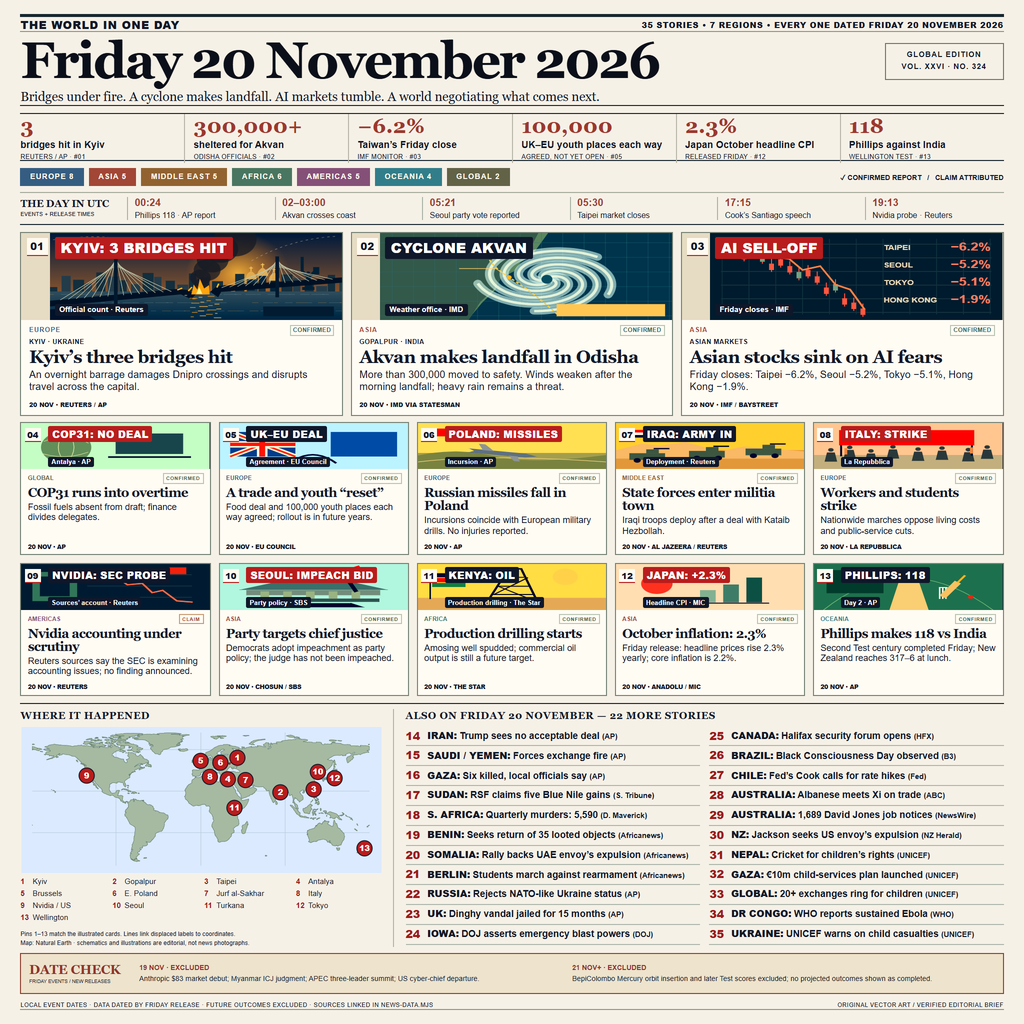 THE WORLD IN ONE DAY
35 STORIES • 7 REGIONS • EVERY ONE DATED FRIDAY 20 NOVEMBER 2026
Friday 20 November 2026
GLOBAL EDITION
VOL. XXVI · NO. 324
Bridges under fire. A cyclone makes landfall. AI markets tumble. A world negotiating what comes next.
3
bridges hit in Kyiv
REUTERS / AP · #01
300,000+
sheltered for Akvan
ODISHA OFFICIALS · #02
−6.2%
Taiwan's Friday close
IMF MONITOR · #03
100,000
UK–EU youth places each way
AGREED, NOT YET OPEN · #05
2.3%
Japan October headline CPI
RELEASED FRIDAY · #12
118
Phillips against India
WELLINGTON TEST · #13
EUROPE 8
ASIA 5
MIDDLE EAST 5
AFRICA 6
AMERICAS 5
OCEANIA 4
GLOBAL 2
✓ CONFIRMED REPORT / CLAIM ATTRIBUTED
THE DAY IN UTC
EVENTS + RELEASE TIMES
00:24
Phillips 118 · AP report
02–03:00
Akvan crosses coast
05:21
Seoul party vote reported
05:30
Taipei market closes
17:15
Cook's Santiago speech
19:13
Nvidia probe · Reuters
01
KYIV: 3 BRIDGES HIT
Official count · Reuters
EUROPE
CONFIRMED
KYIV · UKRAINE
Kyiv's three bridges hit
An overnight barrage damages Dnipro crossings and disrupts
travel across the capital.
20 NOV · REUTERS / AP
02
CYCLONE AKVAN
Weather office · IMD
ASIA
CONFIRMED
GOPALPUR · INDIA
Akvan makes landfall in Odisha
More than 300,000 moved to safety. Winds weaken after the
morning landfall; heavy rain remains a threat.
20 NOV · IMD VIA STATESMAN
03
AI SELL-OFF
TAIPEI −6.2%
SEOUL −5.2%
TOKYO −5.1%
HONG KONG −1.9%
Friday closes · IMF
ASIA
CONFIRMED
ASIAN MARKETS
Asian stocks sink on AI fears
Friday closes: Taipei −6.2%, Seoul −5.2%, Tokyo −5.1%, Hong
Kong −1.9%.
20 NOV · IMF / BAYSTREET
04
COP31: NO DEAL
Antalya · AP
GLOBAL
CONFIRMED
COP31 runs into overtime
Fossil fuels absent from draft; finance
divides delegates.
20 NOV · AP
05
UK–EU DEAL
Agreement · EU Council
EUROPE
CONFIRMED
A trade and youth “reset”
Food deal and 100,000 youth places each
way agreed; rollout is in future years.
20 NOV · EU COUNCIL
06
POLAND: MISSILES
Incursion · AP
EUROPE
CONFIRMED
Russian missiles fall in
Poland
Incursions coincide with European military
drills. No injuries reported.
20 NOV · AP
07
IRAQ: ARMY IN
Deployment · Reuters
MIDDLE EAST
CONFIRMED
State forces enter militia
town
Iraqi troops deploy after a deal with Kataib
Hezbollah.
20 NOV · AL JAZEERA / REUTERS
08
ITALY: STRIKE
La Repubblica
EUROPE
CONFIRMED
Workers and students
strike
Nationwide marches oppose living costs
and public-service cuts.
20 NOV · LA REPUBBLICA
09
NVIDIA: SEC PROBE
Sources' account · Reuters
AMERICAS
CLAIM
Nvidia accounting under
scrutiny
Reuters sources say the SEC is examining
accounting issues; no finding announced.
20 NOV · REUTERS
10
SEOUL: IMPEACH BID
Party policy · SBS
ASIA
CONFIRMED
Party targets chief justice
Democrats adopt impeachment as party
policy; the judge has not been impeached.
20 NOV · CHOSUN / SBS
11
KENYA: OIL
Production drilling · The Star
AFRICA
CONFIRMED
Production drilling starts
Amosing well spudded; commercial oil
output is still a future target.
20 NOV · THE STAR
12
JAPAN: +2.3%
Headline CPI · MIC
ASIA
CONFIRMED
October inflation: 2.3%
Friday release: headline prices rise 2.3%
yearly; core inflation is 2.2%.
20 NOV · ANADOLU / MIC
13
PHILLIPS: 118
Day 2 · AP
OCEANIA
CONFIRMED
Phillips makes 118 vs India
Second Test century completed Friday; New
Zealand reaches 317–6 at lunch.
20 NOV · AP
WHERE IT HAPPENED
5
6
1
9
8
4
7
10
12
2
3
11
13
1 Kyiv
2 Gopalpur
3 Taipei
4 Antalya
5 Brussels
6 E. Poland
7 Jurf al-Sakhar
8 Italy
9 Nvidia / US
10 Seoul
11 Turkana
12 Tokyo
13 Wellington
Pins 1–13 match the illustrated cards. Lines link displaced labels to coordinates.
Map: Natural Earth · schematics and illustrations are editorial, not news photographs.
ALSO ON FRIDAY 20 NOVEMBER — 22 MORE STORIES
14 IRAN: Trump sees no acceptable deal (AP)
15 SAUDI / YEMEN: Forces exchange fire (AP)
16 GAZA: Six killed, local officials say (AP)
17 SUDAN: RSF claims five Blue Nile gains (S. Tribune)
18 S. AFRICA: Quarterly murders: 5,590 (D. Maverick)
19 BENIN: Seeks return of 35 looted objects (Africanews)
20 SOMALIA: Rally backs UAE envoy's expulsion (Africanews)
21 BERLIN: Students march against rearmament (Africanews)
22 RUSSIA: Rejects NATO-like Ukraine status (AP)
23 UK: Dinghy vandal jailed for 15 months (AP)
24 IOWA: DOJ asserts emergency blast powers (DOJ)
25 CANADA: Halifax security forum opens (HFX)
26 BRAZIL: Black Consciousness Day observed (BdF)
27 CHILE: Fed's Cook calls for rate hikes (Fed)
28 AUSTRALIA: Albanese meets Xi on trade (ABC)
29 AUSTRALIA: 1,689 David Jones job notices (NewsWire)
30 NZ: Jackson seeks US envoy's expulsion (NZ Herald)
31 NEPAL: Cricket for children's rights (UNICEF)
32 GAZA: €10m child-services plan launched (UNICEF)
33 GLOBAL: 20+ exchanges ring for children (UNICEF)
34 DR CONGO: WHO reports sustained Ebola (WHO)
35 UKRAINE: UNICEF warns on child casualties (UNICEF)
DATE CHECK
FRIDAY EVENTS / NEW RELEASES
19 NOV · EXCLUDED
Anthropic $83 market debut; Myanmar ICJ judgment; APEC three-leader summit; US cyber-chief departure.
21 NOV+ · EXCLUDED
BepiColombo Mercury orbit insertion and later Test scores excluded; no projected outcomes shown as completed.
LOCAL EVENT DATES · DATA DATED BY FRIDAY RELEASE · FUTURE OUTCOMES EXCLUDED · SOURCES LINKED IN NEWS-DATA.MJS
ORIGINAL VECTOR ART / VERIFIED EDITORIAL BRIEF